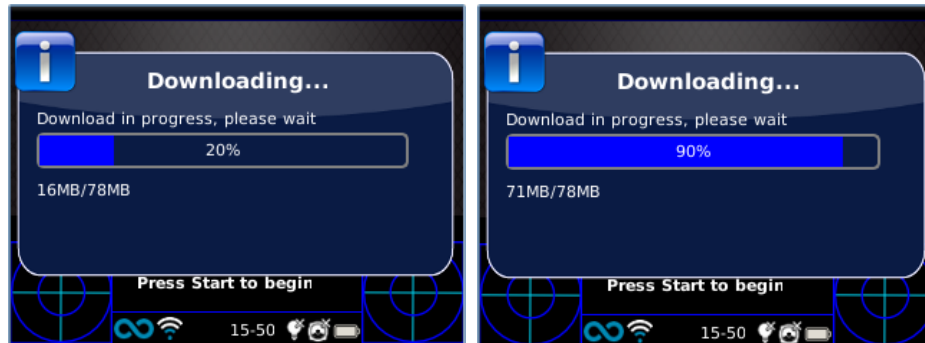 Downloading...
Download in progress, please wait
20%
16MB/78MB
Press Start to begin
15-50
Downloading...
Download in progress, please wait
90%
71MB/78MB
Press Start to begin
15-50